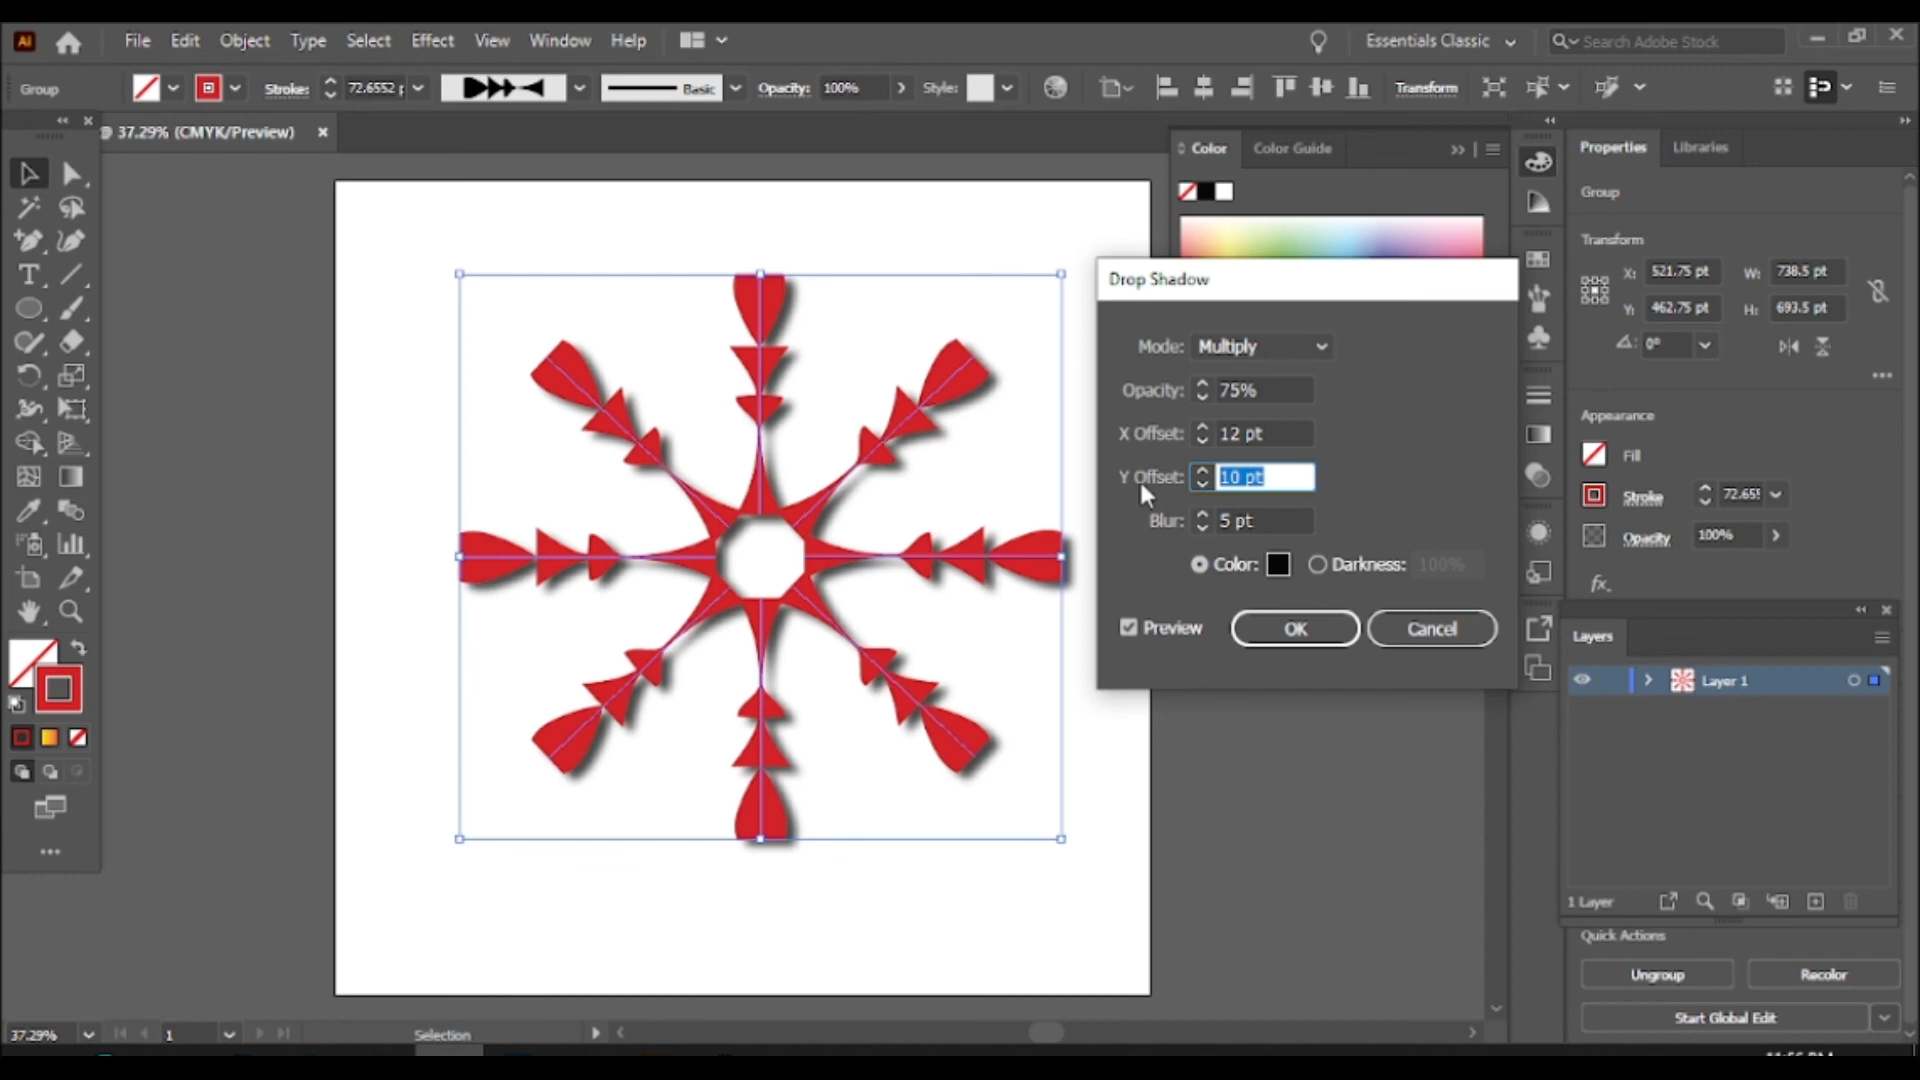 Ai File Edit Object Type Select Effect View Window Help Essentials Classic Search Adobe Stock
Group Stroke: 72.6552 p Basic Opacity: 100% Style: Transform
37.29% (CMYK/Preview)
Color Color Guide
Properties Libraries
Group
Transform
X: 521.75 pt W: 738.5 pt
Y: 462.75 pt H: 693.5 pt
0°
Appearance
Fill
Stroke 72.655
Opacity 100%
fx.
Drop Shadow
Mode: Multiply
Opacity: 75%
X Offset: 12 pt
Y Offset: 10 pt
Blur: 5 pt
Color: Darkness: 100%
Preview OK Cancel
Layers
Layer 1
1 Layer
Quick Actions
Ungroup Recolor
Start Global Edit
37.29% 1 Selection